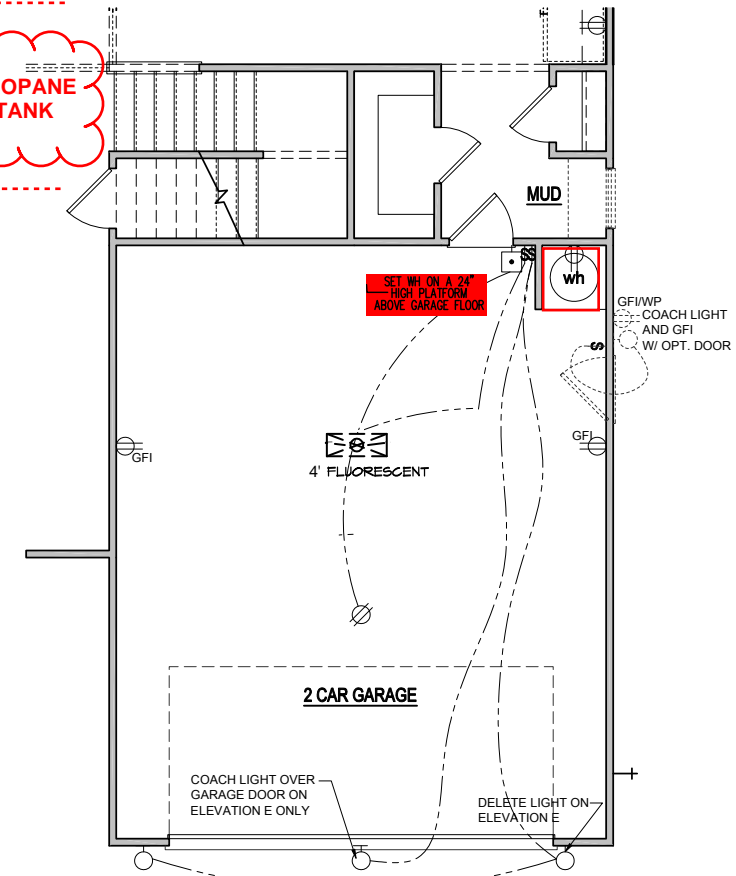 OPANE
TANK
MUD
SET WH ON A 24"
HIGH PLATFORM
ABOVE GARAGE FLOOR
$$
wh
GFI/WP
COACH LIGHT
AND GFI
W/ OPT. DOOR
S
GFI
GFI
4' FLUORESCENT
2 CAR GARAGE
COACH LIGHT OVER
GARAGE DOOR ON
ELEVATION E ONLY
DELETE LIGHT ON
ELEVATION E